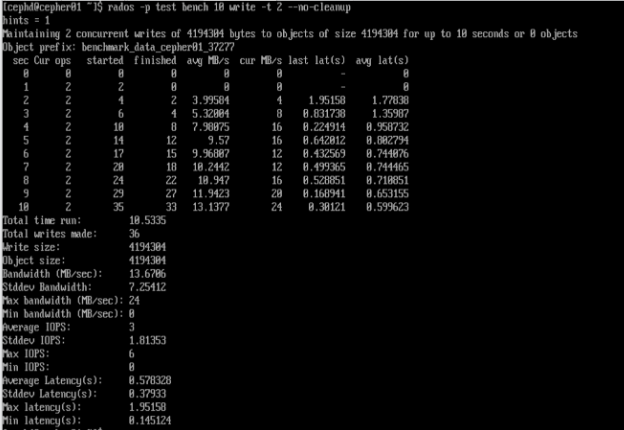 [cephd@cepher01 ~]$ rados -p test bench 10 write -t 2 --no-cleanup
hints = 1
Maintaining 2 concurrent writes of 4194304 bytes to objects of size 4194304 for up to 10 seconds or 0 objects
Object prefix: benchmark_data_cepher01_37277
sec Cur ops started finished avg MB/s cur MB/s last lat(s) avg lat(s)
0 0 0 0 0 0 - 0
1 2 2 0 0 0 - 0
2 2 4 2 3.99584 4 1.95158 1.77838
3 2 6 4 5.32004 8 0.831738 1.35987
4 2 10 8 7.98075 16 0.224914 0.958732
5 2 14 12 9.57 16 0.642012 0.802794
6 2 17 15 9.96807 12 0.432569 0.744076
7 2 20 18 10.2442 12 0.499365 0.744465
8 2 24 22 10.947 16 0.528851 0.710851
9 2 29 27 11.9423 20 0.168941 0.653155
10 2 35 33 13.1377 24 0.30121 0.599623
Total time run: 10.5335
Total writes made: 36
Write size: 4194304
Object size: 4194304
Bandwidth (MB/sec): 13.6706
Stddev Bandwidth: 7.25412
Max bandwidth (MB/sec): 24
Min bandwidth (MB/sec): 0
Average IOPS: 3
Stddev IOPS: 1.81353
Max IOPS: 6
Min IOPS: 0
Average Latency(s): 0.578328
Stddev Latency(s): 0.37933
Max latency(s): 1.95158
Min latency(s): 0.145124